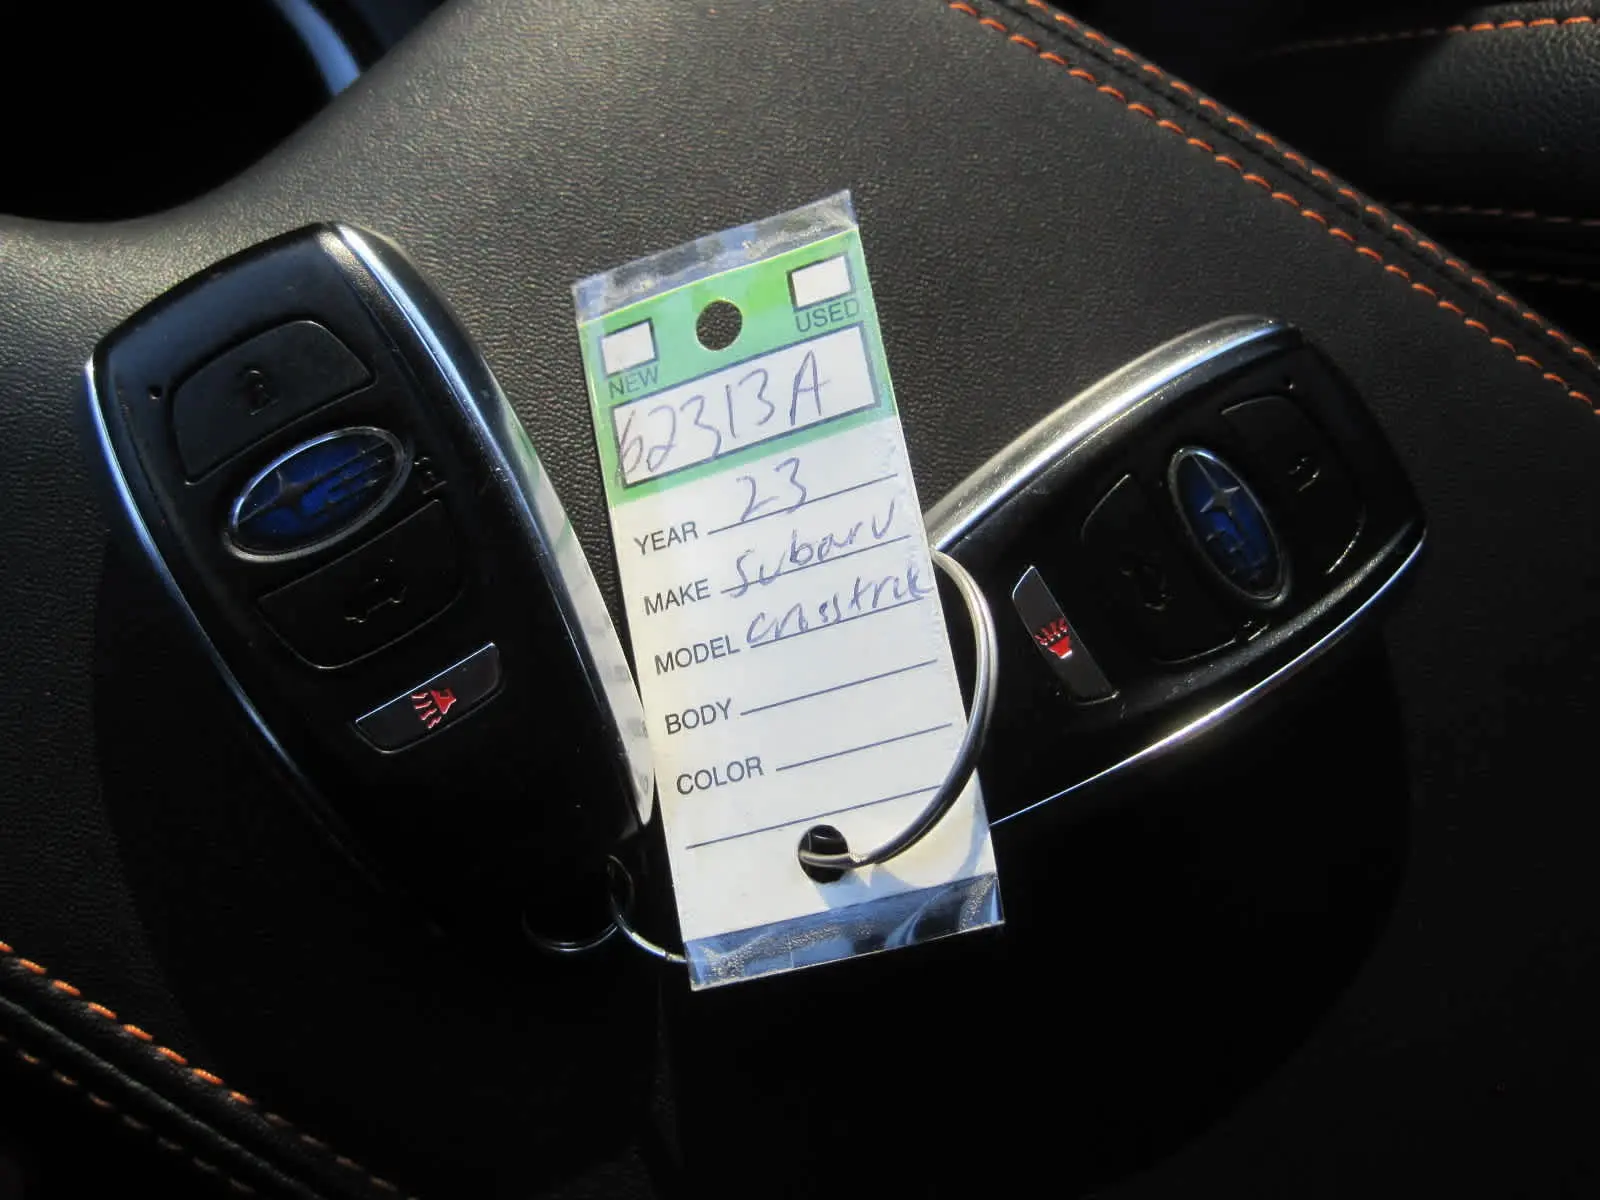 NEW USED
62313A
YEAR 23
MAKE Subaru
MODEL Crosstrek
BODY
COLOR